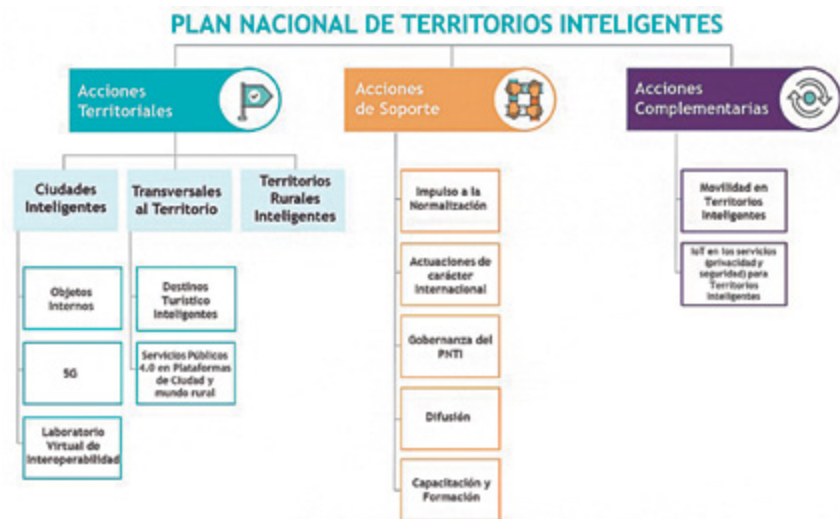 PLAN NACIONAL DE TERRITORIOS INTELIGENTES
Acciones
Territoriales
Acciones
de Soporte
Acciones
Complementarias
Ciudades
Inteligentes
Transversales
al Territorio
Territorios
Rurales
Inteligentes
Objetos
Internos
5G
Laboratorio
Virtual de
Interoperabilidad
Destinos
Turístico
Inteligentes
Servicios Públicos
4.0 en Plataformas
de Ciudad y
mundo rural
Impulso a la
Normalización
Actuaciones de
carácter
internacional
Gobernanza del
PNTI
Difusión
Capacitación y
Formación
Movilidad en
Territorios
Inteligentes
IoT en los servicios
(privacidad y
seguridad) para
Territorios
Inteligentes